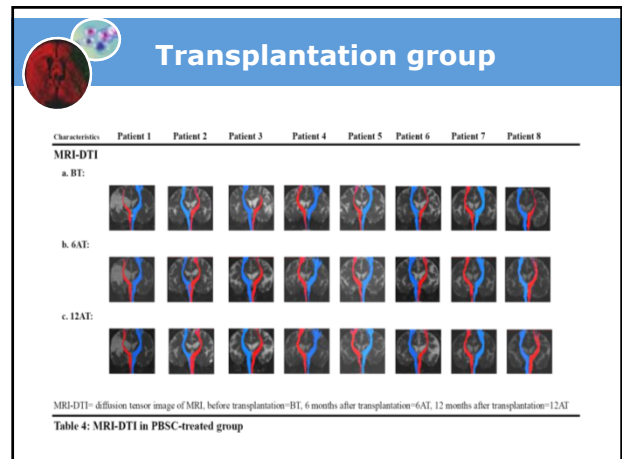 Transplantation group
Characteristics Patient 1 Patient 2 Patient 3 Patient 4 Patient 5 Patient 6 Patient 7 Patient 8
MRI-DTI
a. BT:
b. 6AT:
c. 12AT:
MRI-DTI= diffusion tensor image of MRI, before transplantation=BT, 6 months after transplantation=6AT, 12 months after transplantation=12AT
Table 4: MRI-DTI in PBSC-treated group